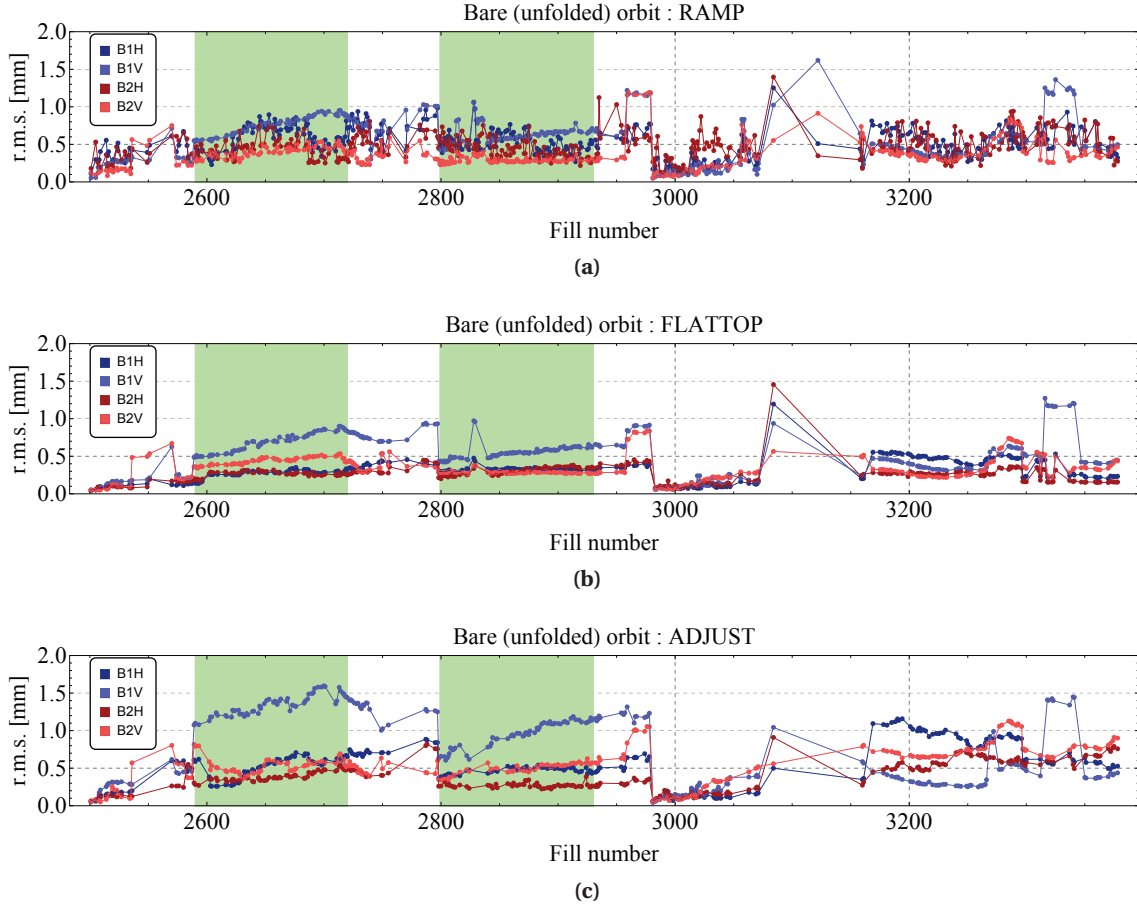 Bare (unfolded) orbit : RAMP
2.0
1.5
1.0
0.5
0.0
r.m.s. [mm]
B1H
B1V
B2H
B2V
2600 2800 3000 3200
Fill number
(a)
Bare (unfolded) orbit : FLATTOP
2.0
1.5
1.0
0.5
0.0
r.m.s. [mm]
B1H
B1V
B2H
B2V
2600 2800 3000 3200
Fill number
(b)
Bare (unfolded) orbit : ADJUST
2.0
1.5
1.0
0.5
0.0
r.m.s. [mm]
B1H
B1V
B2H
B2V
2600 2800 3000 3200
Fill number
(c)